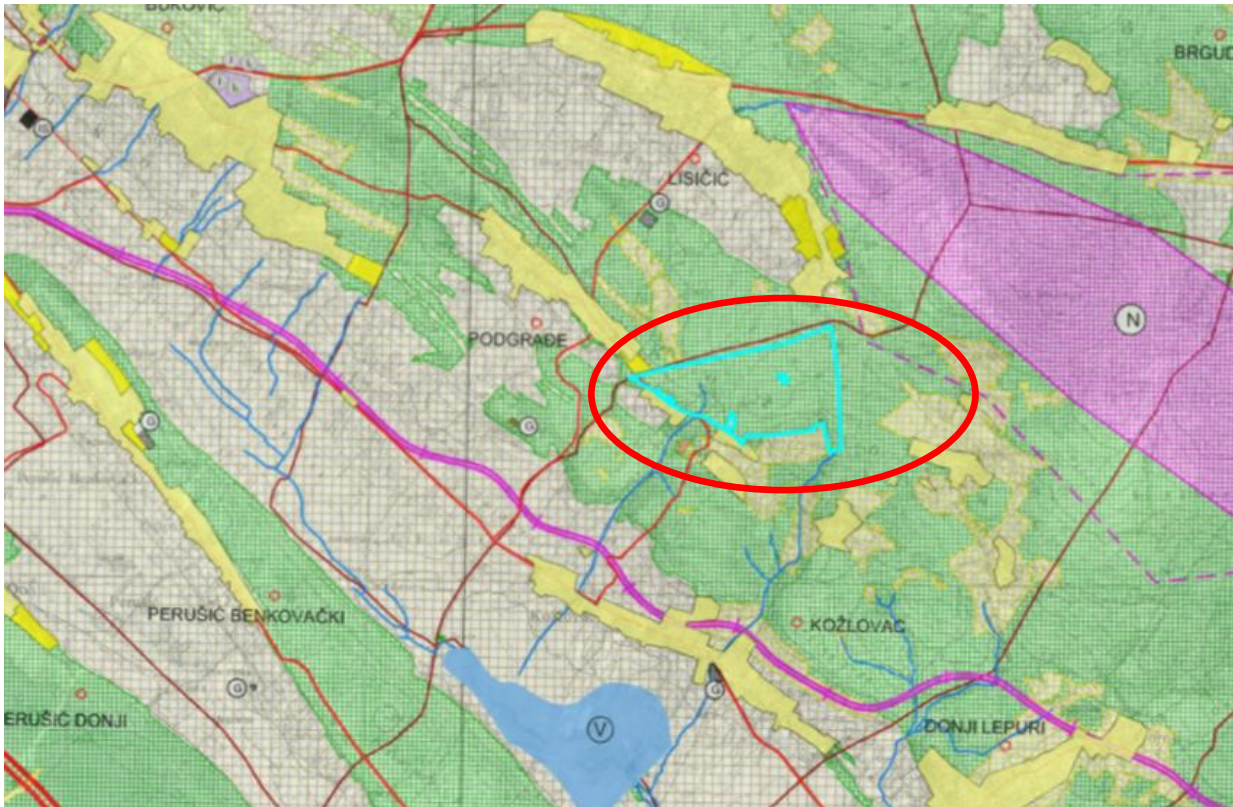 BUKOVIĆ
BRGUD
LISIČIĆ
G
N
PODGRAĐE
G
G
PERUŠIĆ BENKOVAČKI
KOŽLOVAC
G
G
ERUŠIĆ DONJI
V
DONJI LEPURI